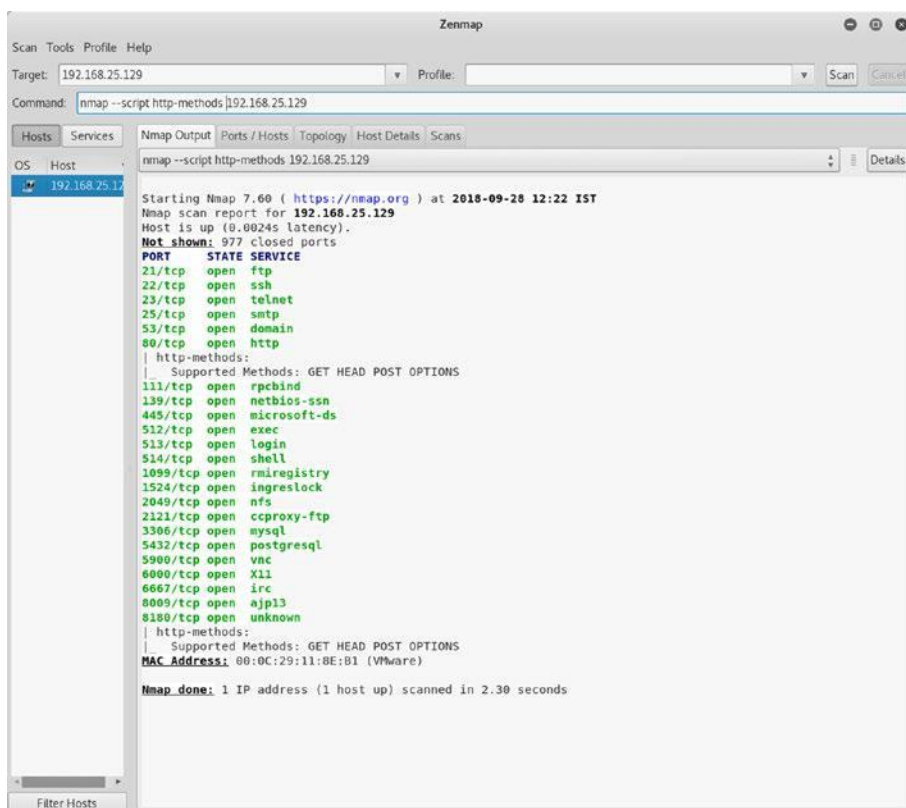 Zenmap
Scan Tools Profile Help
Target: 192.168.25.129 Profile: Scan Cancel
Command: nmap --script http-methods 192.168.25.129
Hosts Services Nmap Output Ports / Hosts Topology Host Details Scans
OS Host nmap --script http-methods 192.168.25.129 Details
192.168.25.12
Starting Nmap 7.60 ( https://nmap.org ) at 2018-09-28 12:22 IST
Nmap scan report for 192.168.25.129
Host is up (0.0024s latency).
Not shown: 977 closed ports
PORT STATE SERVICE
21/tcp open ftp
22/tcp open ssh
23/tcp open telnet
25/tcp open smtp
53/tcp open domain
80/tcp open http
| http-methods:
|_ Supported Methods: GET HEAD POST OPTIONS
111/tcp open rpcbind
139/tcp open netbios-ssn
445/tcp open microsoft-ds
512/tcp open exec
513/tcp open login
514/tcp open shell
1099/tcp open rmiregistry
1524/tcp open ingreslock
2049/tcp open nfs
2121/tcp open ccproxy-ftp
3306/tcp open mysql
5432/tcp open postgresql
5900/tcp open vnc
6000/tcp open X11
6667/tcp open irc
8009/tcp open ajp13
8180/tcp open unknown
| http-methods:
|_ Supported Methods: GET HEAD POST OPTIONS
MAC Address: 00:0C:29:11:8E:B1 (VMware)
Nmap done: 1 IP address (1 host up) scanned in 2.30 seconds
Filter Hosts